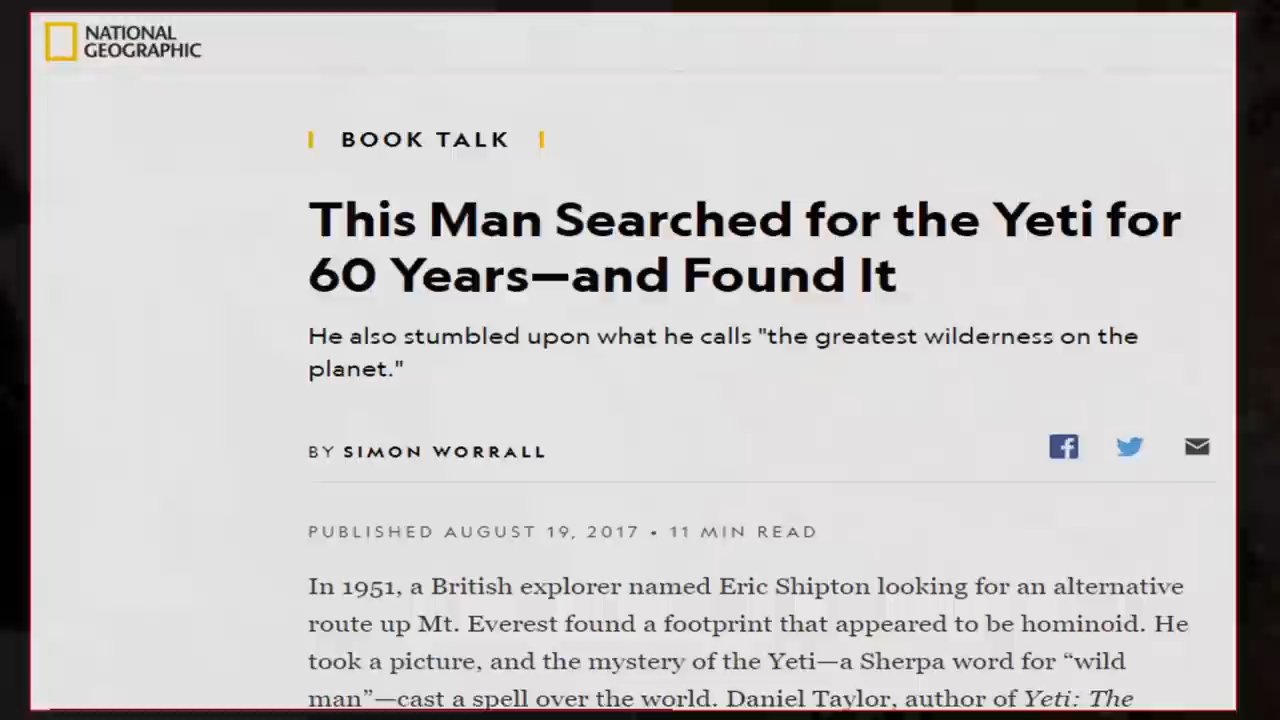 NATIONAL
GEOGRAPHIC
BOOK TALK
This Man Searched for the Yeti for
60 Years—and Found It
He also stumbled upon what he calls "the greatest wilderness on the
planet."
BY SIMON WORRALL
PUBLISHED AUGUST 19, 2017 • 11 MIN READ
In 1951, a British explorer named Eric Shipton looking for an alternative
route up Mt. Everest found a footprint that appeared to be hominoid. He
took a picture, and the mystery of the Yeti—a Sherpa word for “wild
man”—cast a spell over the world. Daniel Taylor, author of Yeti: The